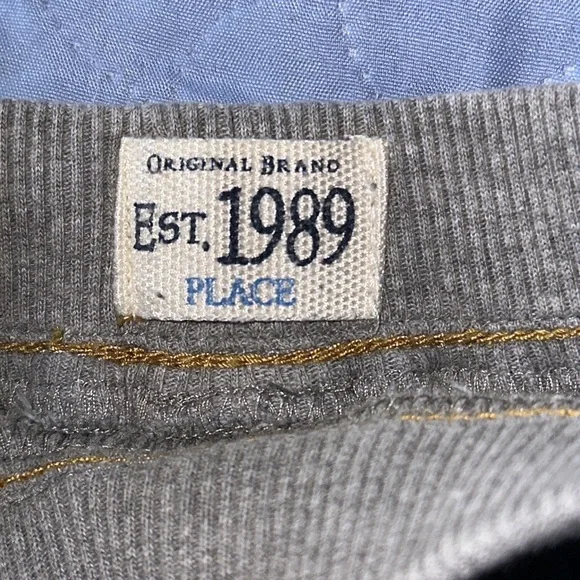 ORIGINAL BRAND
EST. 1989
PLACE